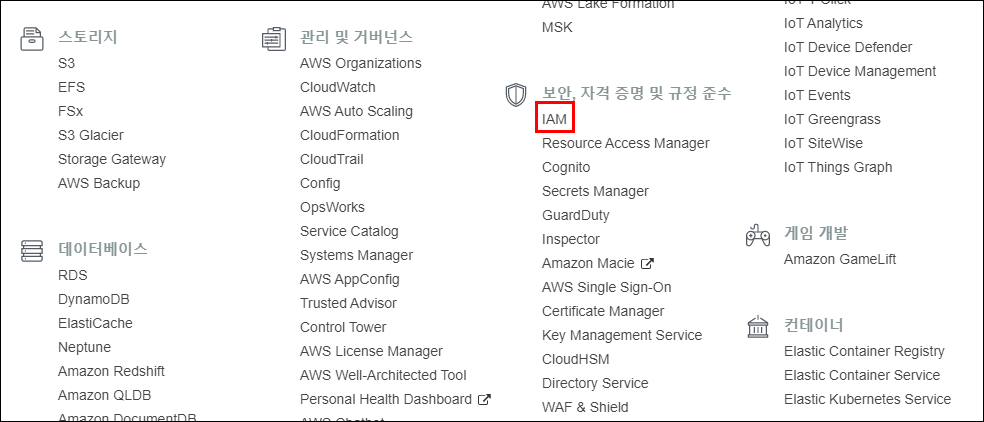 스토리지
S3
EFS
FSx
S3 Glacier
Storage Gateway
AWS Backup
데이터베이스
RDS
DynamoDB
ElastiCache
Neptune
Amazon Redshift
Amazon QLDB
Amazon DocumentDB
관리 및 거버넌스
AWS Organizations
CloudWatch
AWS Auto Scaling
CloudFormation
CloudTrail
Config
OpsWorks
Service Catalog
Systems Manager
AWS AppConfig
Trusted Advisor
Control Tower
AWS License Manager
AWS Well-Architected Tool
Personal Health Dashboard
AWS Chatbot
AWS Lake Formation
MSK
보안, 자격 증명 및 규정 준수
IAM
Resource Access Manager
Cognito
Secrets Manager
GuardDuty
Inspector
Amazon Macie
AWS Single Sign-On
Certificate Manager
Key Management Service
CloudHSM
Directory Service
WAF & Shield
IoT 1-Click
IoT Analytics
IoT Device Defender
IoT Device Management
IoT Events
IoT Greengrass
IoT SiteWise
IoT Things Graph
게임 개발
Amazon GameLift
컨테이너
Elastic Container Registry
Elastic Container Service
Elastic Kubernetes Service